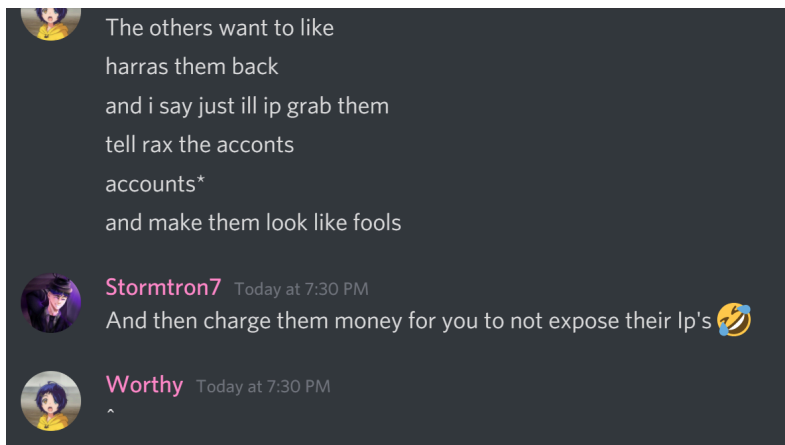 The others want to like
harras them back
and i say just ill ip grab them
tell rax the acconts
accounts*
and make them look like fools
Stormtron7 Today at 7:30 PM
And then charge them money for you to not expose their Ip's 🤣
Worthy Today at 7:30 PM
^